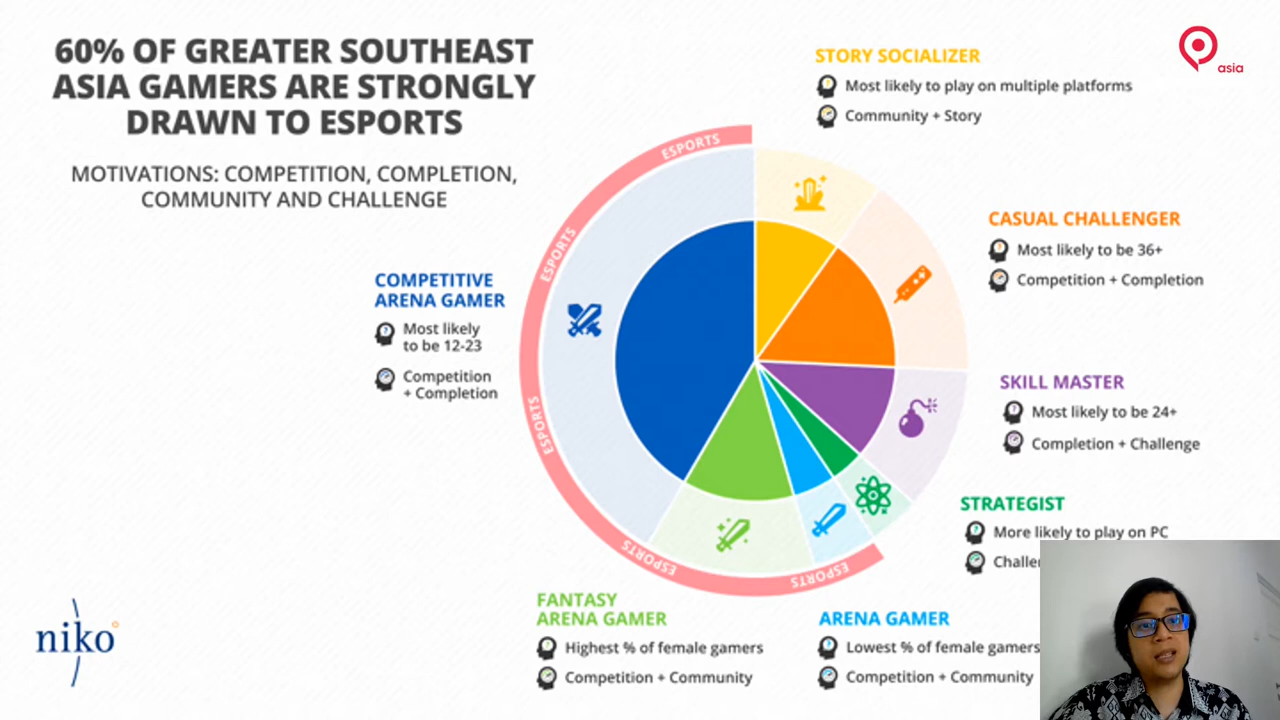 60% OF GREATER SOUTHEAST
ASIA GAMERS ARE STRONGLY
DRAWN TO ESPORTS
MOTIVATIONS: COMPETITION, COMPLETION,
COMMUNITY AND CHALLENGE
asia
STORY SOCIALIZER
Most likely to play on multiple platforms
Community + Story
CASUAL CHALLENGER
Most likely to be 36+
Competition + Completion
SKILL MASTER
Most likely to be 24+
Completion + Challenge
STRATEGIST
More likely to play on PC
ESPORTS
ESPORTS
ESPORTS
ESPORTS
ESPORTS
COMPETITIVE
ARENA GAMER
Most likely
to be 12-23
Competition
+ Completion
FANTASY
ARENA GAMER
Highest % of female gamers
Competition + Community
ARENA GAMER
Lowest % of female gamers
Competition + Community
niko